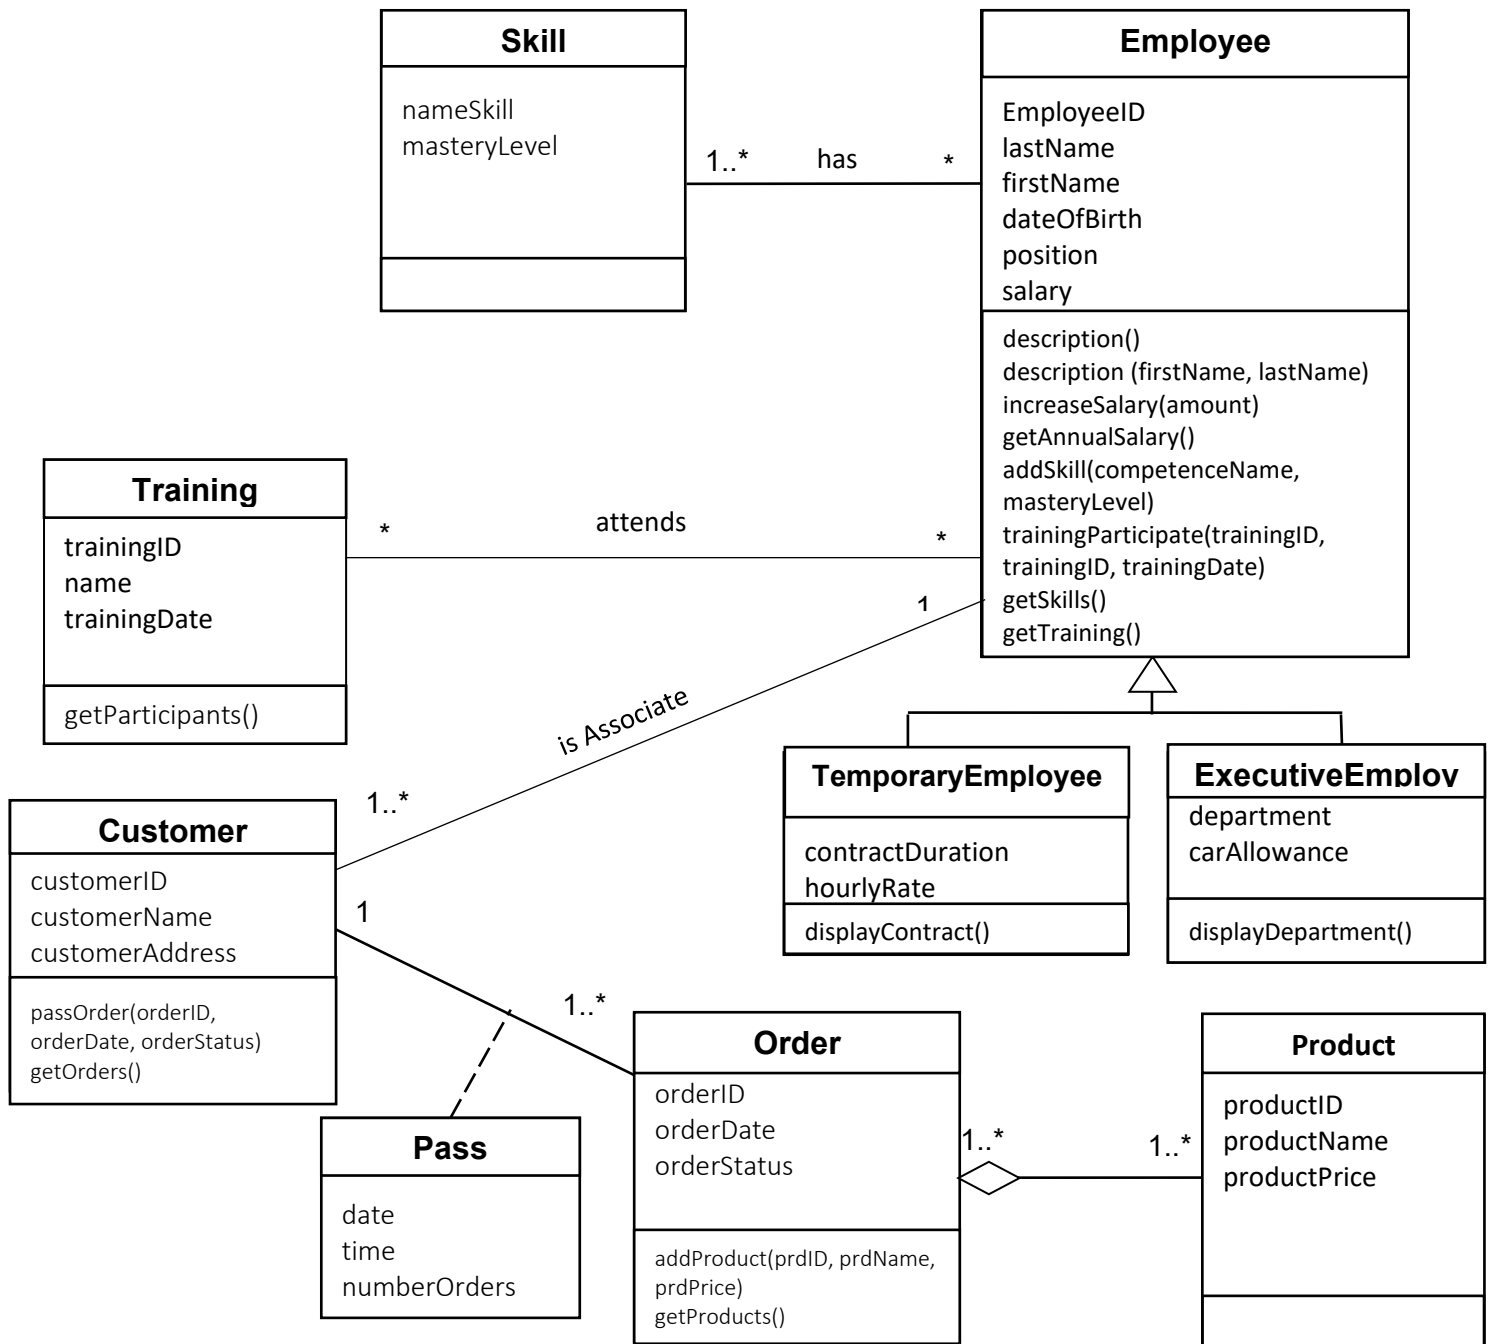 Skill
nameSkill
masteryLevel
1..*
has
*
Employee
EmployeeID
lastName
firstName
dateOfBirth
position
salary
description()
description (firstName, lastName)
increaseSalary(amount)
getAnnualSalary()
addSkill(competenceName,
masteryLevel)
trainingParticipate(trainingID,
trainingID, trainingDate)
getSkills()
getTraining()
Training
trainingID
name
trainingDate
getParticipants()
*
attends
*
1
is Associate
1..*
TemporaryEmployee
contractDuration
hourlyRate
displayContract()
ExecutiveEmploy
department
carAllowance
displayDepartment()
Customer
customerID
customerName
customerAddress
passOrder(orderID,
orderDate, orderStatus)
getOrders()
1
1..*
Pass
date
time
numberOrders
Order
orderID
orderDate
orderStatus
addProduct(prdID, prdName,
prdPrice)
getProducts()
1..*
1..*
Product
productID
productName
productPrice